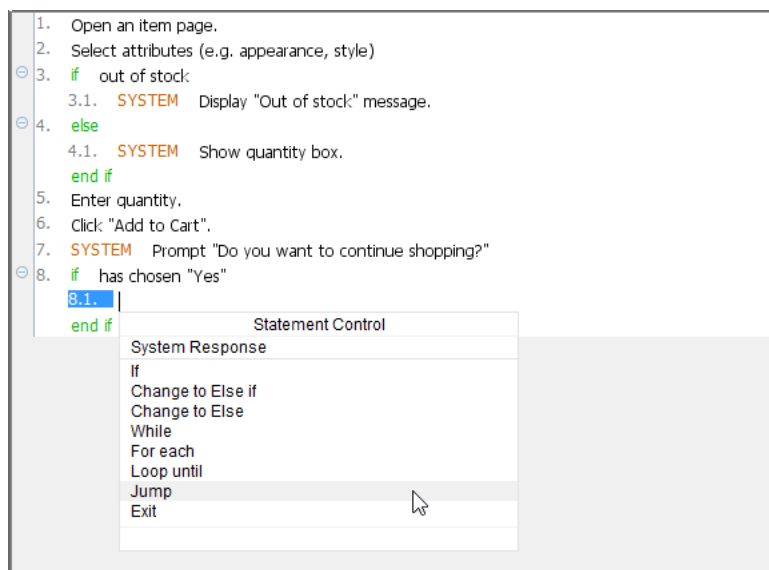 1. Open an item page.
2. Select attributes (e.g. appearance, style)
3. if out of stock
3.1. SYSTEM Display "Out of stock" message.
4. else
4.1. SYSTEM Show quantity box.
end if
5. Enter quantity.
6. Click "Add to Cart".
7. SYSTEM Prompt "Do you want to continue shopping?"
8. if has chosen "Yes"
8.1.
end if
Statement Control
System Response
If
Change to Else if
Change to Else
While
For each
Loop until
Jump
Exit